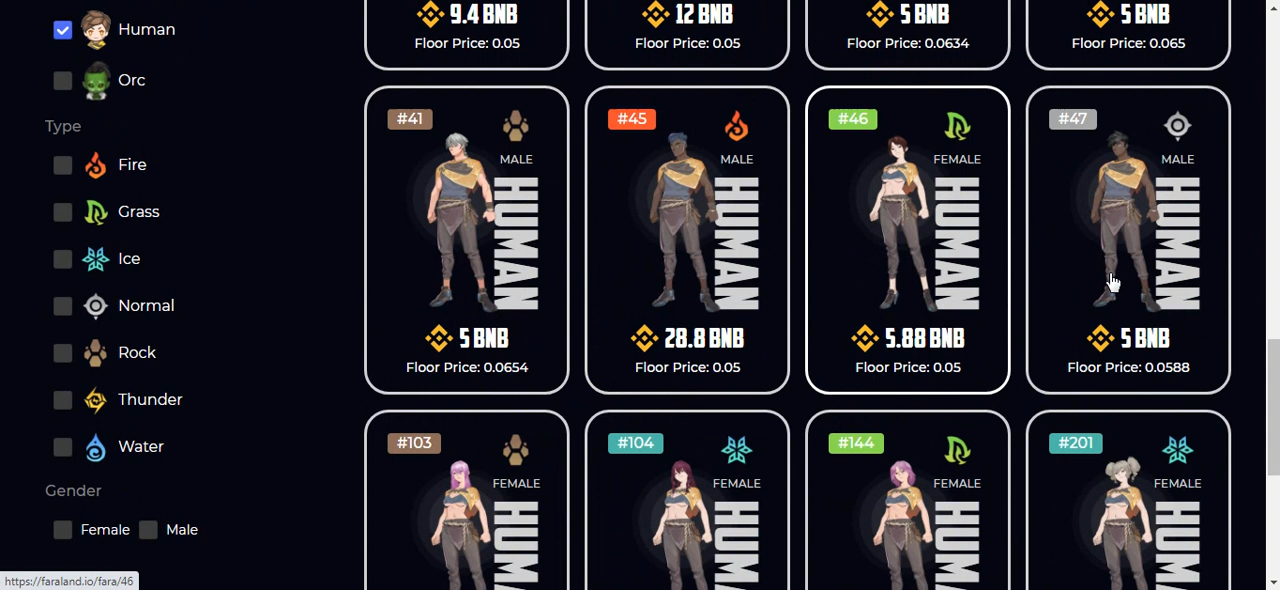 Human
Orc
Type
Fire
Grass
Ice
Normal
Rock
Thunder
Water
Gender
Female Male
9.4 BNB
Floor Price: 0.05
12 BNB
Floor Price: 0.05
5 BNB
Floor Price: 0.0634
5 BNB
Floor Price: 0.065
#41
MALE
HUMAN
5 BNB
Floor Price: 0.0654
#45
MALE
HUMAN
28.8 BNB
Floor Price: 0.05
#46
FEMALE
HUMAN
5.88 BNB
Floor Price: 0.05
#47
MALE
HUMAN
5 BNB
Floor Price: 0.0588
#103
FEMALE
HUMAN
#104
FEMALE
HUMAN
#144
FEMALE
HUMAN
#201
FEMALE
HUMAN
https://faraland.io/fara/46